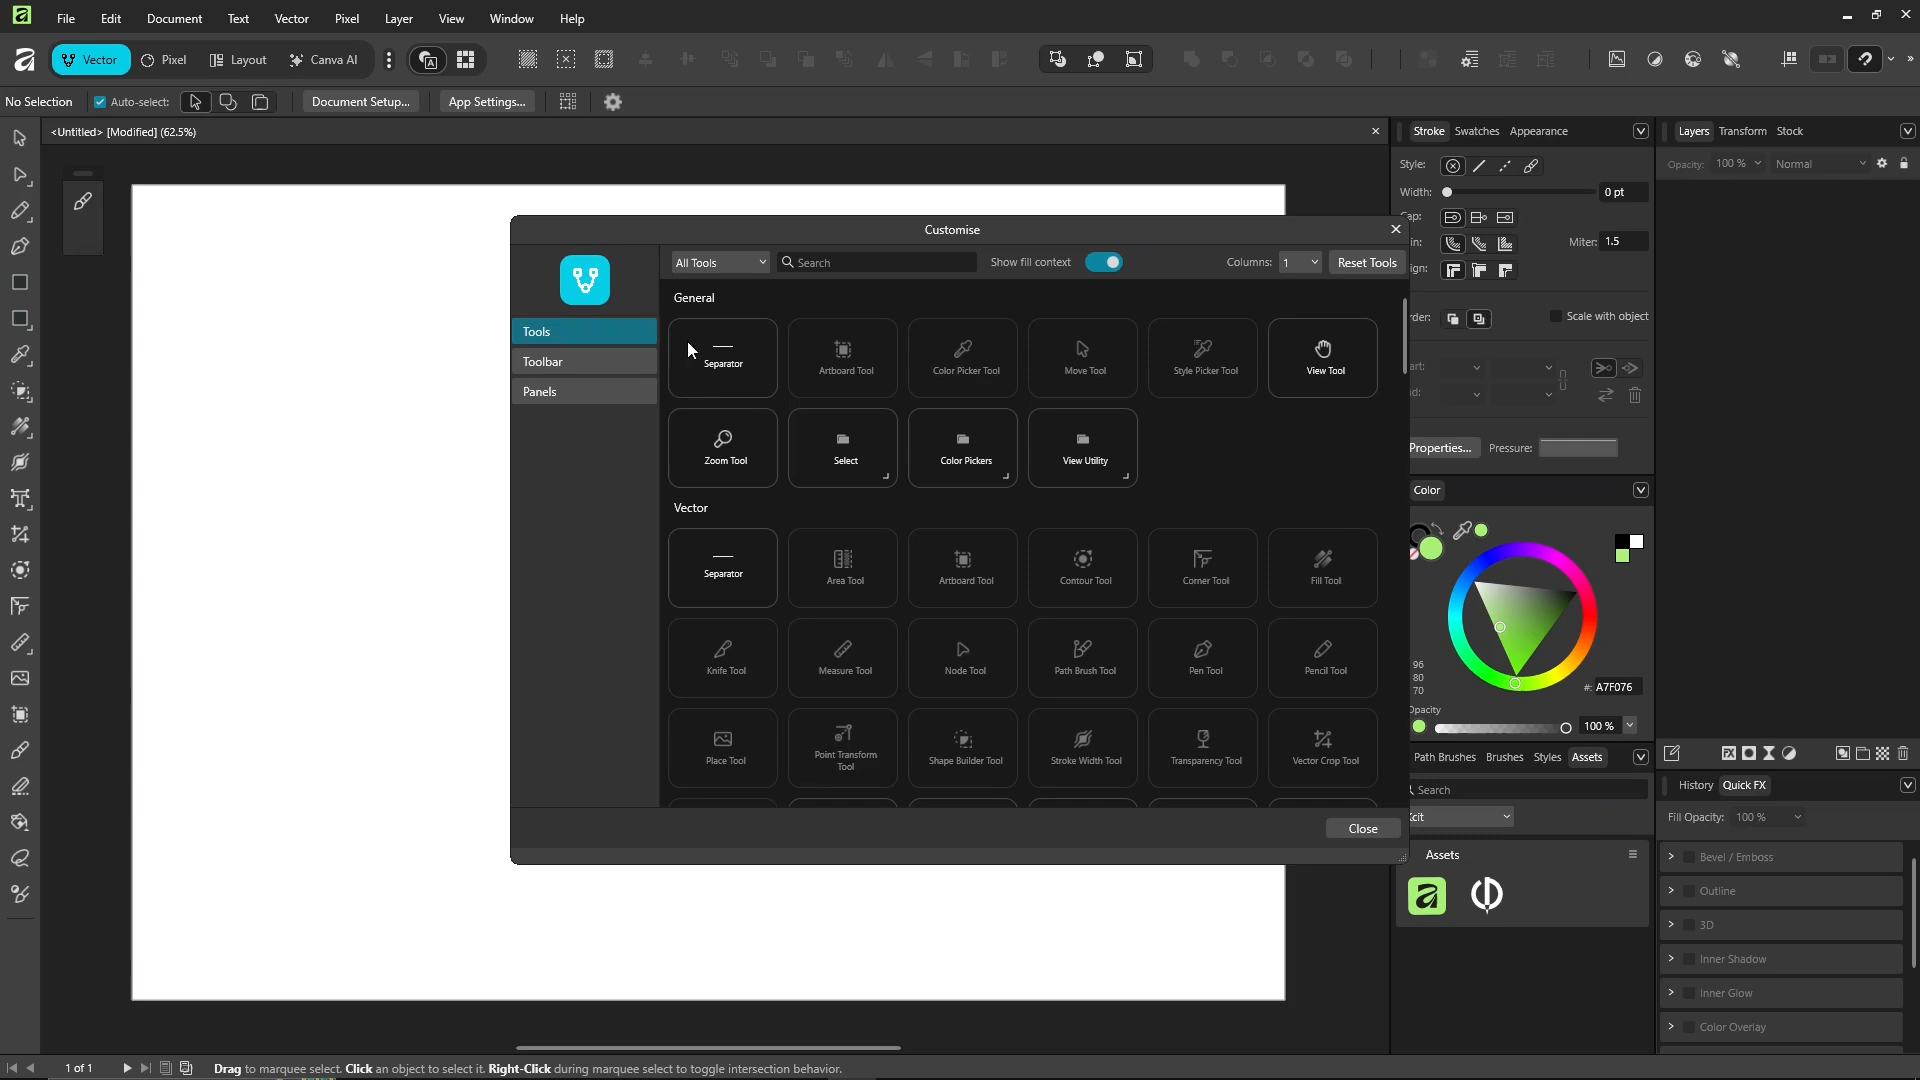 File Edit Document Text Vector Pixel Layer View Window Help
Vector Pixel Layout Canva AI
No Selection Auto-select: Document Setup... App Settings...
<Untitled> [Modified] (62.5%)
Customise
All Tools Search Show fill context Columns: 1 Reset Tools
Tools
Toolbar
Panels
General
Separator Artboard Tool Color Picker Tool Move Tool Style Picker Tool View Tool
Zoom Tool Select Color Pickers View Utility
Vector
Separator Area Tool Artboard Tool Contour Tool Corner Tool Fill Tool
Knife Tool Measure Tool Node Tool Path Brush Tool Pen Tool Pencil Tool
Place Tool Point Transform Tool Shape Builder Tool Stroke Width Tool Transparency Tool Vector Crop Tool
Close
Stroke Swatches Appearance
Style:
Width: 0 pt
Miter: 1.5
Scale with object
Properties... Pressure:
Color
96
80
70
#: A7F076
Opacity
100 %
Path Brushes Brushes Styles Assets
Search
Assets
Layers Transform Stock
Opacity: 100 % Normal
History Quick FX
Fill Opacity: 100 %
Bevel / Emboss
Outline
3D
Inner Shadow
Inner Glow
Color Overlay
1 of 1 Drag to marquee select. Click an object to select it. Right-Click during marquee select to toggle intersection behavior.